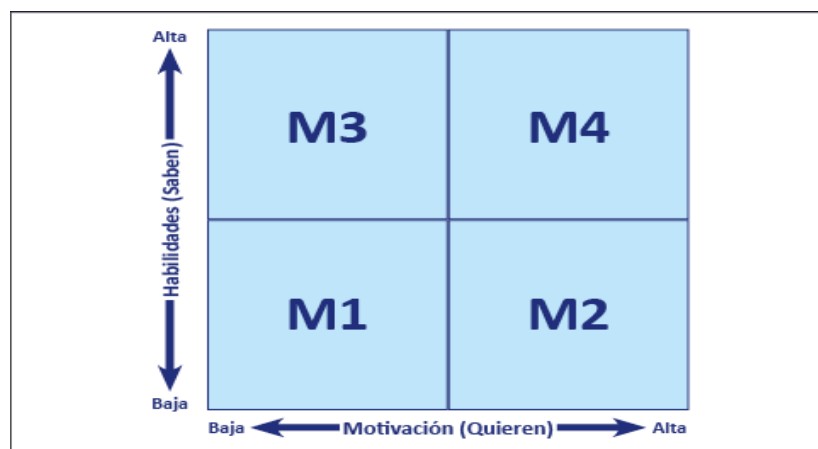 Alta
M3 M4
Habilidades (Saben)
M1 M2
Baja
Baja Motivación (Quieren) Alta